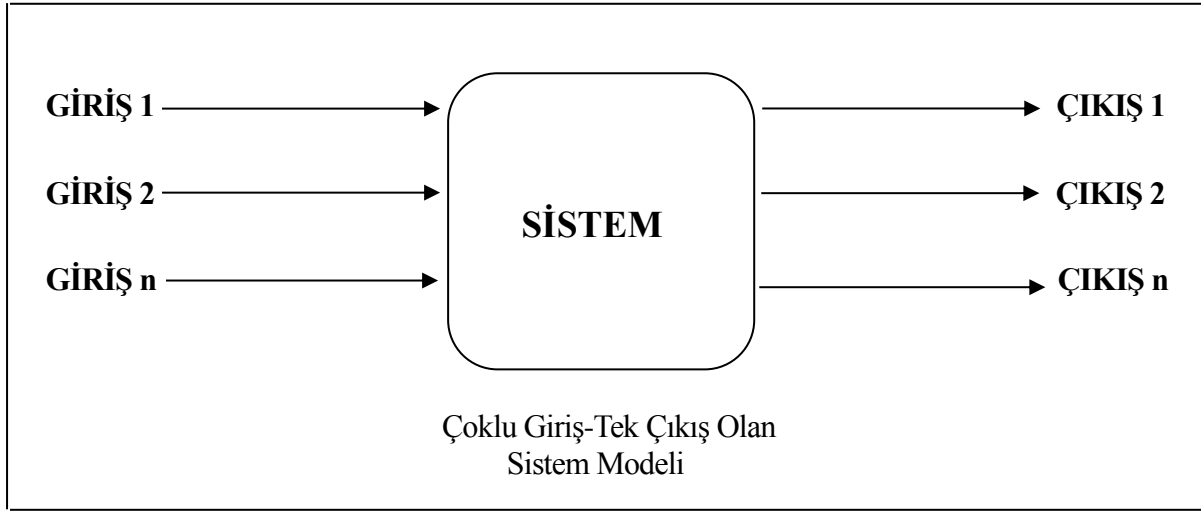 GİRİŞ 1
ÇIKIŞ 1
GİRİŞ 2
ÇIKIŞ 2
SİSTEM
GİRİŞ n
ÇIKIŞ n
Çoklu Giriş-Tek Çıkış Olan
Sistem Modeli